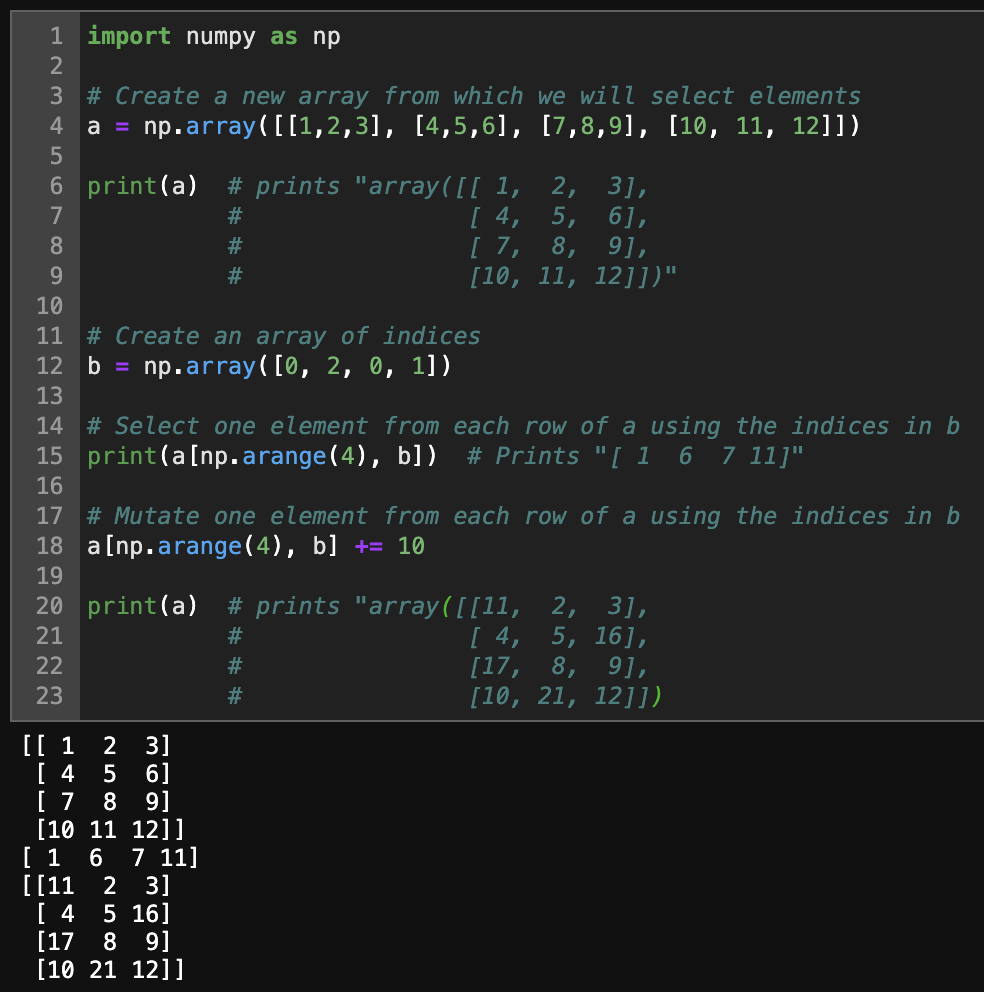 1 import numpy as np
2
3 # Create a new array from which we will select elements
4 a = np.array([[1,2,3], [4,5,6], [7,8,9], [10, 11, 12]])
5
6 print(a)  # prints "array([[ 1,  2,  3],
7           #                [ 4,  5,  6],
8           #                [ 7,  8,  9],
9           #                [10, 11, 12]])"
10
11 # Create an array of indices
12 b = np.array([0, 2, 0, 1])
13
14 # Select one element from each row of a using the indices in b
15 print(a[np.arange(4), b])  # Prints "[ 1  6  7 11]"
16
17 # Mutate one element from each row of a using the indices in b
18 a[np.arange(4), b] += 10
19
20 print(a)  # prints "array([[11,  2,  3],
21           #                [ 4,  5, 16],
22           #                [17,  8,  9],
23           #                [10, 21, 12]])
[[ 1  2  3]
 [ 4  5  6]
 [ 7  8  9]
 [10 11 12]]
[ 1  6  7 11]
[[11  2  3]
 [ 4  5 16]
 [17  8  9]
 [10 21 12]]